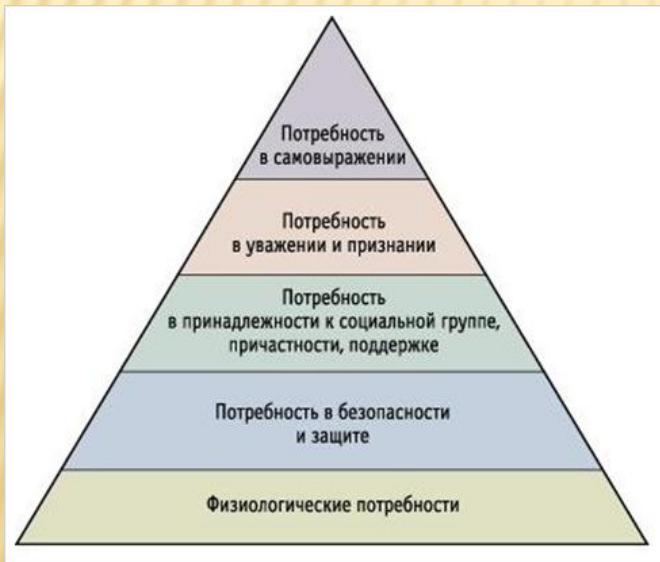 Потребность
в самовыражении
Потребность
в уважении и признании
Потребность
в принадлежности к социальной группе,
причастности, поддержке
Потребность в безопасности
и защите
Физиологические потребности